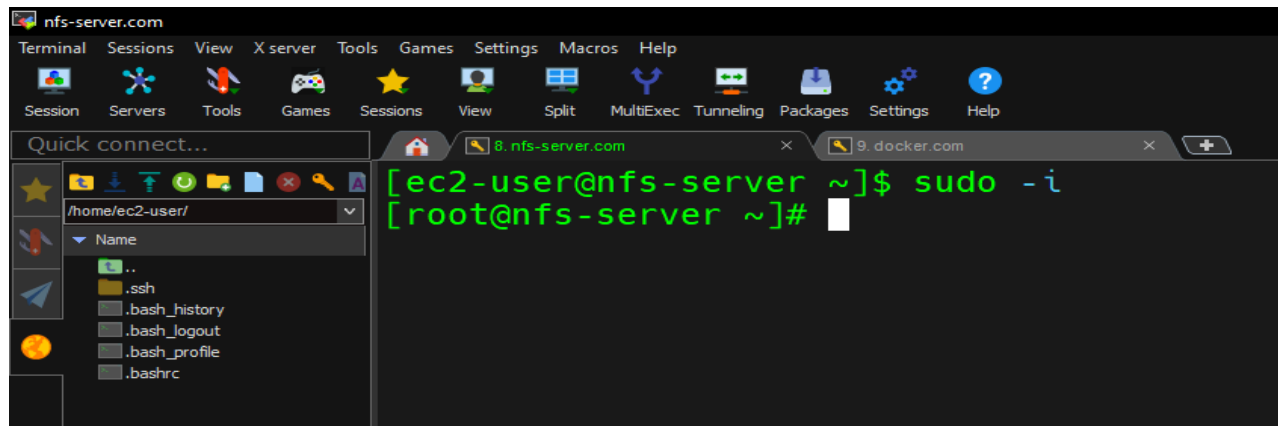 nfs-server.com
Terminal Sessions View X server Tools Games Settings Macros Help
Session Servers Tools Games Sessions View Split MultiExec Tunneling Packages Settings Help
Quick connect...
8. nfs-server.com
9. docker.com
/home/ec2-user/
Name
..
.ssh
.bash_history
.bash_logout
.bash_profile
.bashrc
[ec2-user@nfs-server ~]$ sudo -i
[root@nfs-server ~]#